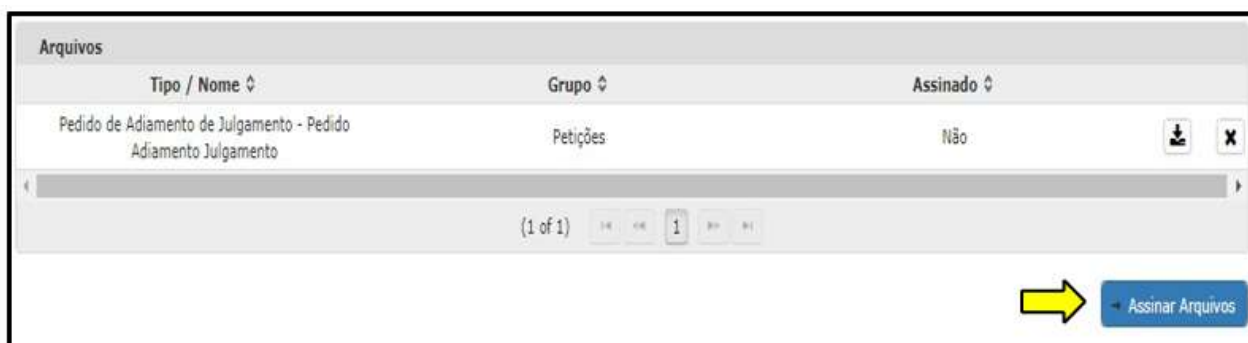 Arquivos
Tipo / Nome Grupo Assinado
Pedido de Adiamento de Julgamento - Pedido
Adiamento Julgamento Petições Não
(1 of 1) 1
Assinar Arquivos